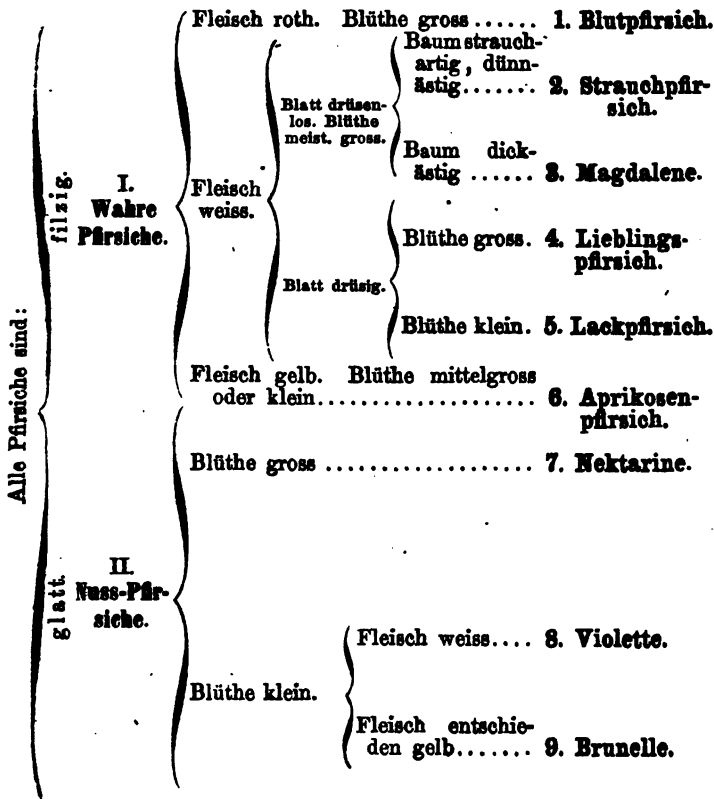 Alle Pfirsiche sind:
filzig.
I.
Wahre
Pfirsiche.
Fleisch roth. Blüthe gross ...... 1. Blutpfirsich.
Fleisch
weiss.
Blatt drüsen-
los. Blüthe
meist. gross.
Baum strauch-
artig, dünn-
ästig....... 2. Strauchpfir-
sich.
Baum dick-
ästig ...... 3. Magdalene.
Blatt drüsig.
Blüthe gross. 4. Lieblings-
pfirsich.
Blüthe klein. 5. Lackpfirsich.
Fleisch gelb. Blüthe mittelgross
oder klein.................... 6. Aprikosen-
pfirsich.
glatt.
II.
Nuss-Pfir-
siche.
Blüthe gross .................... 7. Nektarine.
Blüthe klein.
Fleisch weiss.... 8. Violette.
Fleisch entschie-
den gelb....... 9. Brunelle.